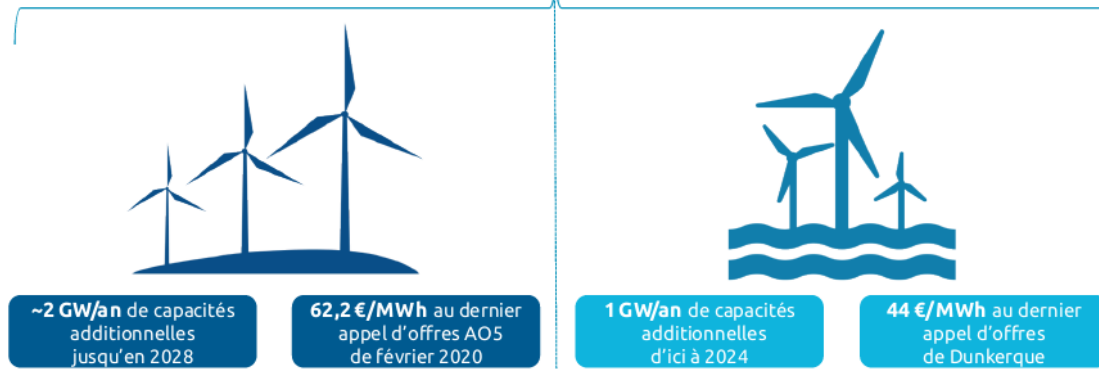 ~2 GW/an de capacités
additionnelles
jusqu'en 2028
62,2 €/MWh au dernier
appel d'offres AO5
de février 2020
1 GW/an de capacités
additionnelles
d'ici à 2024
44 €/MWh au dernier
appel d'offres
de Dunkerque